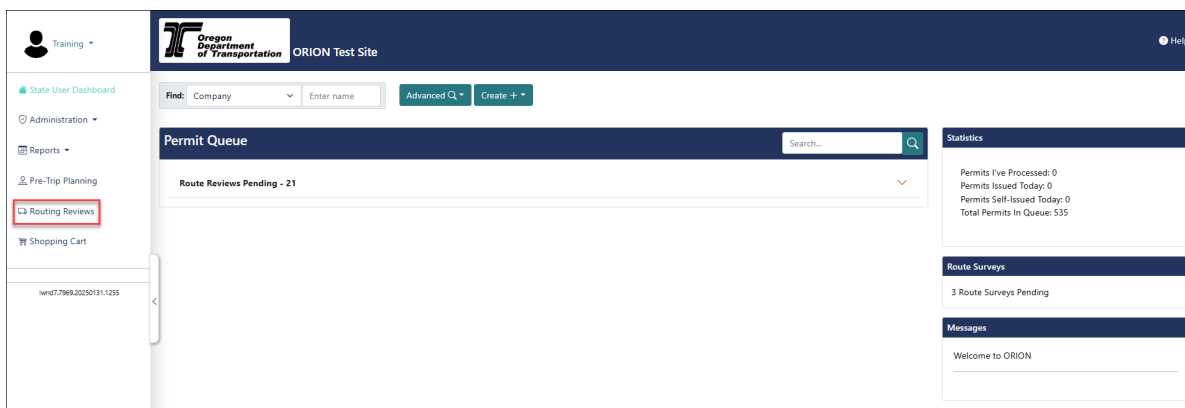 Training
State User Dashboard
Administration
Reports
Pre-Trip Planning
Routing Reviews
Shopping Cart
lwnd7.7969.20250131.1255
Oregon
Department
of Transportation
ORION Test Site
Help
Find: Company Enter name Advanced Create +
Permit Queue Search...
Route Reviews Pending - 21
Statistics
Permits I've Processed: 0
Permits Issued Today: 0
Permits Self-Issued Today: 0
Total Permits In Queue: 535
Route Surveys
3 Route Surveys Pending
Messages
Welcome to ORION